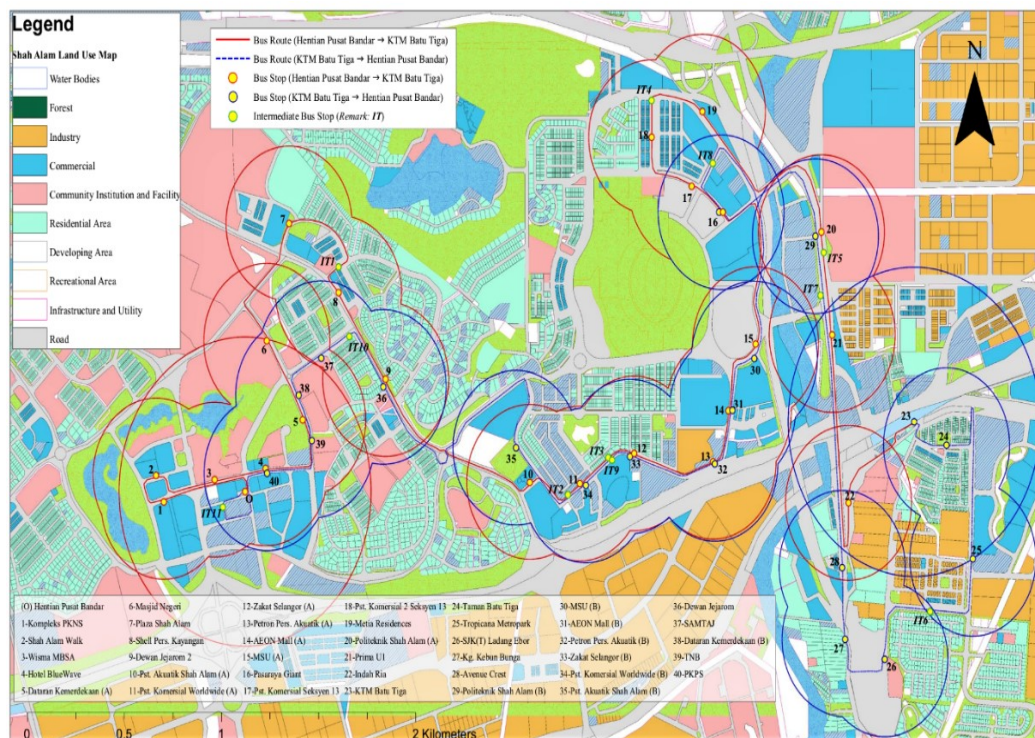 Legend
Shah Alam Land Use Map
Water Bodies
Forest
Industry
Commercial
Community Institution and Facility
Residential Area
Developing Area
Recreational Area
Infrastructure and Utility
Road
Bus Route (Hentian Pusat Bandar → KTM Batu Tiga)
Bus Route (KTM Batu Tiga → Hentian Pusat Bandar)
Bus Stop (Hentian Pusat Bandar → KTM Batu Tiga)
Bus Stop (KTM Batu Tiga → Hentian Pusat Bandar)
Intermediate Bus Stop (Remark: IT)
N
IT4
19
18
IT8
17
16
7
20
29
IT5
IT1
8
IT7
21
6
IT10
15
37
30
9
36
38
14
31
5
23
39
24
35
IT3
12
33
IT9
13
32
4
40
2
3
O
10
11
34
IT2
1
IT11
22
25
28
IT6
27
26
(O) Hentian Pusat Bandar
1-Kompleks PKNS
2-Shah Alam Walk
3-Wisma MBSA
4-Hotel BlueWave
5-Dataran Kemerdekaan (A)
6-Masjid Negeri
7-Plaza Shah Alam
8-Shell Pers. Kayangan
9-Dewan Jejarom 2
10-Pst. Akuatik Shah Alam (A)
11-Pst. Komersial Worldwide (A)
12-Zakat Selangor (A)
13-Petron Pers. Akuatik (A)
14-AEON Mall (A)
15-MSU (A)
16-Pasaraya Giant
17-Pst. Komersial Seksyen 13
18-Pst. Komersial 2 Seksyen 13
19-Metia Residences
20-Politeknik Shah Alam (A)
21-Prima U1
22-Indah Ria
23-KTM Batu Tiga
24-Taman Batu Tiga
25-Tropicana Metropark
26-SJK(T) Ladang Ebor
27-Kg. Kebun Bunga
28-Avenue Crest
29-Politeknik Shah Alam (B)
30-MSU (B)
31-AEON Mall (B)
32-Petron Pers. Akuatik (B)
33-Zakat Selangor (B)
34-Pst. Komersial Worldwide (B)
35-Pst. Akuatik Shah Alam (B)
36-Dewan Jejarom
37-SAMTAJ
38-Dataran Kemerdekaan (B)
39-TNB
40-PKPS
0 0.5 1 2 Kilometers